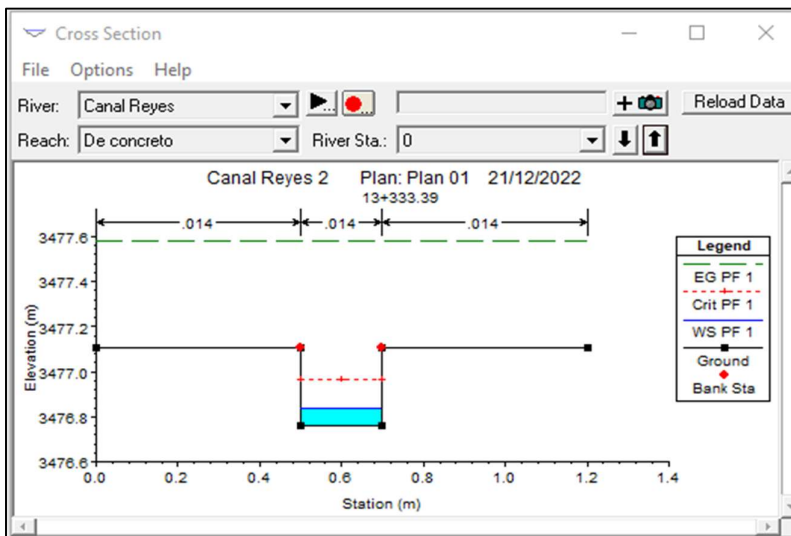 Cross Section
File Options Help
River: Canal Reyes Reload Data
Reach: De concreto River Sta.: 0
Canal Reyes 2 Plan: Plan 01 21/12/2022
13+333.39
.014 .014 .014
Legend
EG PF 1
Crit PF 1
WS PF 1
Ground
Bank Sta
Elevation (m)
3477.6
3477.4
3477.2
3477.0
3476.8
3476.6
0.0 0.2 0.4 0.6 0.8 1.0 1.2 1.4
Station (m)